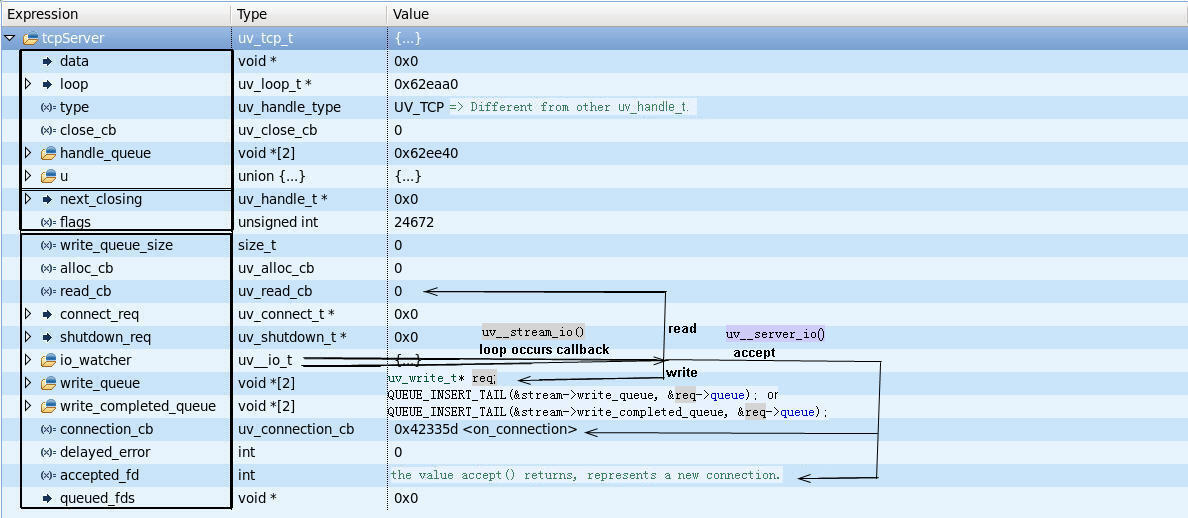 Expression Type Value
tcpServer uv_tcp_t {...}
data void * 0x0
loop uv_loop_t * 0x62eaa0
type uv_handle_type UV_TCP => Different from other uv_handle_t.
close_cb uv_close_cb 0
handle_queue void *[2] 0x62ee40
u union {...} {...}
next_closing uv_handle_t * 0x0
flags unsigned int 24672
write_queue_size size_t 0
alloc_cb uv_alloc_cb 0
read_cb uv_read_cb 0
connect_req uv_connect_t * 0x0
shutdown_req uv_shutdown_t * 0x0 uv__stream_io() read uv__server_io()
loop occurs callback accept
io_watcher uv__io_t {...}
write
write_queue void *[2] uv_write_t* req;
QUEUE_INSERT_TAIL(&stream->write_queue, &req->queue); or
write_completed_queue void *[2] QUEUE_INSERT_TAIL(&stream->write_completed_queue, &req->queue);
connection_cb uv_connection_cb 0x42335d <on_connection>
delayed_error int 0
accepted_fd int the value accept() returns, represents a new connection.
queued_fds void * 0x0